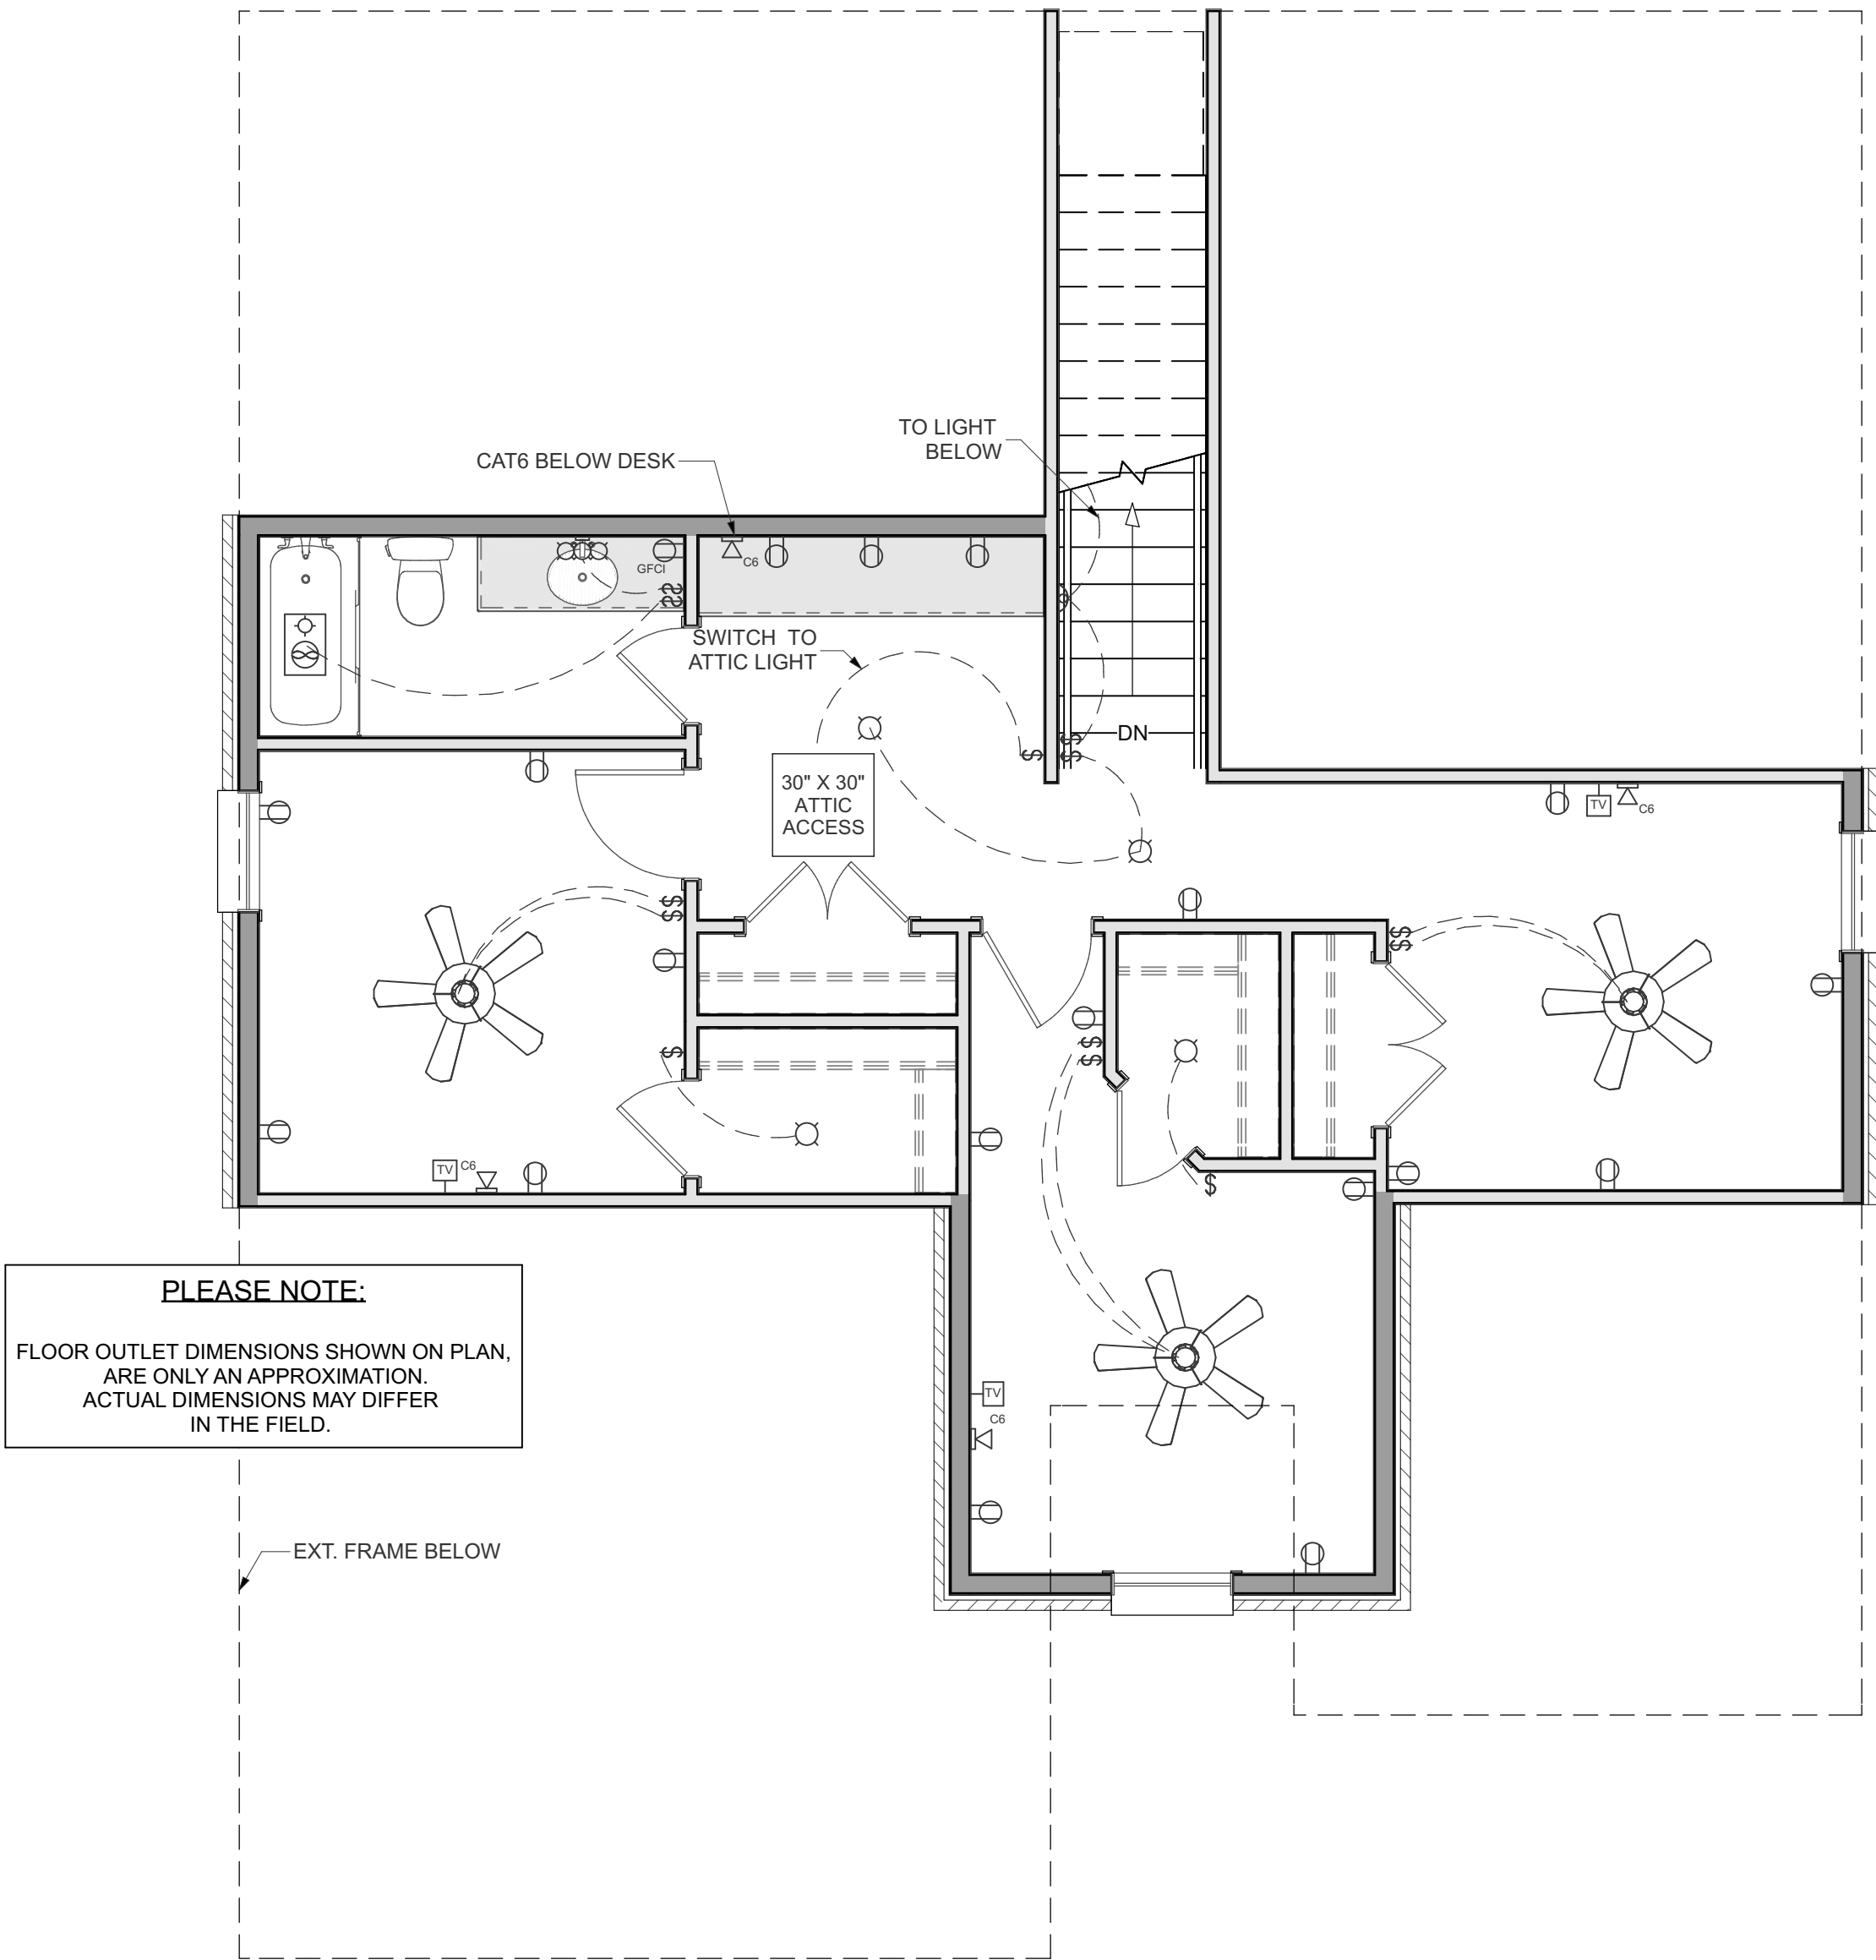 TO LIGHT
BELOW
CAT6 BELOW DESK
GFCI
C6
SWITCH TO
ATTIC LIGHT
$
$
$
$
$
$
DN
30" X 30"
ATTIC
ACCESS
TV
C6
$
$
$
$
$
$
$
TV
C6
$
PLEASE NOTE:
FLOOR OUTLET DIMENSIONS SHOWN ON PLAN,
ARE ONLY AN APPROXIMATION.
ACTUAL DIMENSIONS MAY DIFFER
IN THE FIELD.
TV
C6
EXT. FRAME BELOW